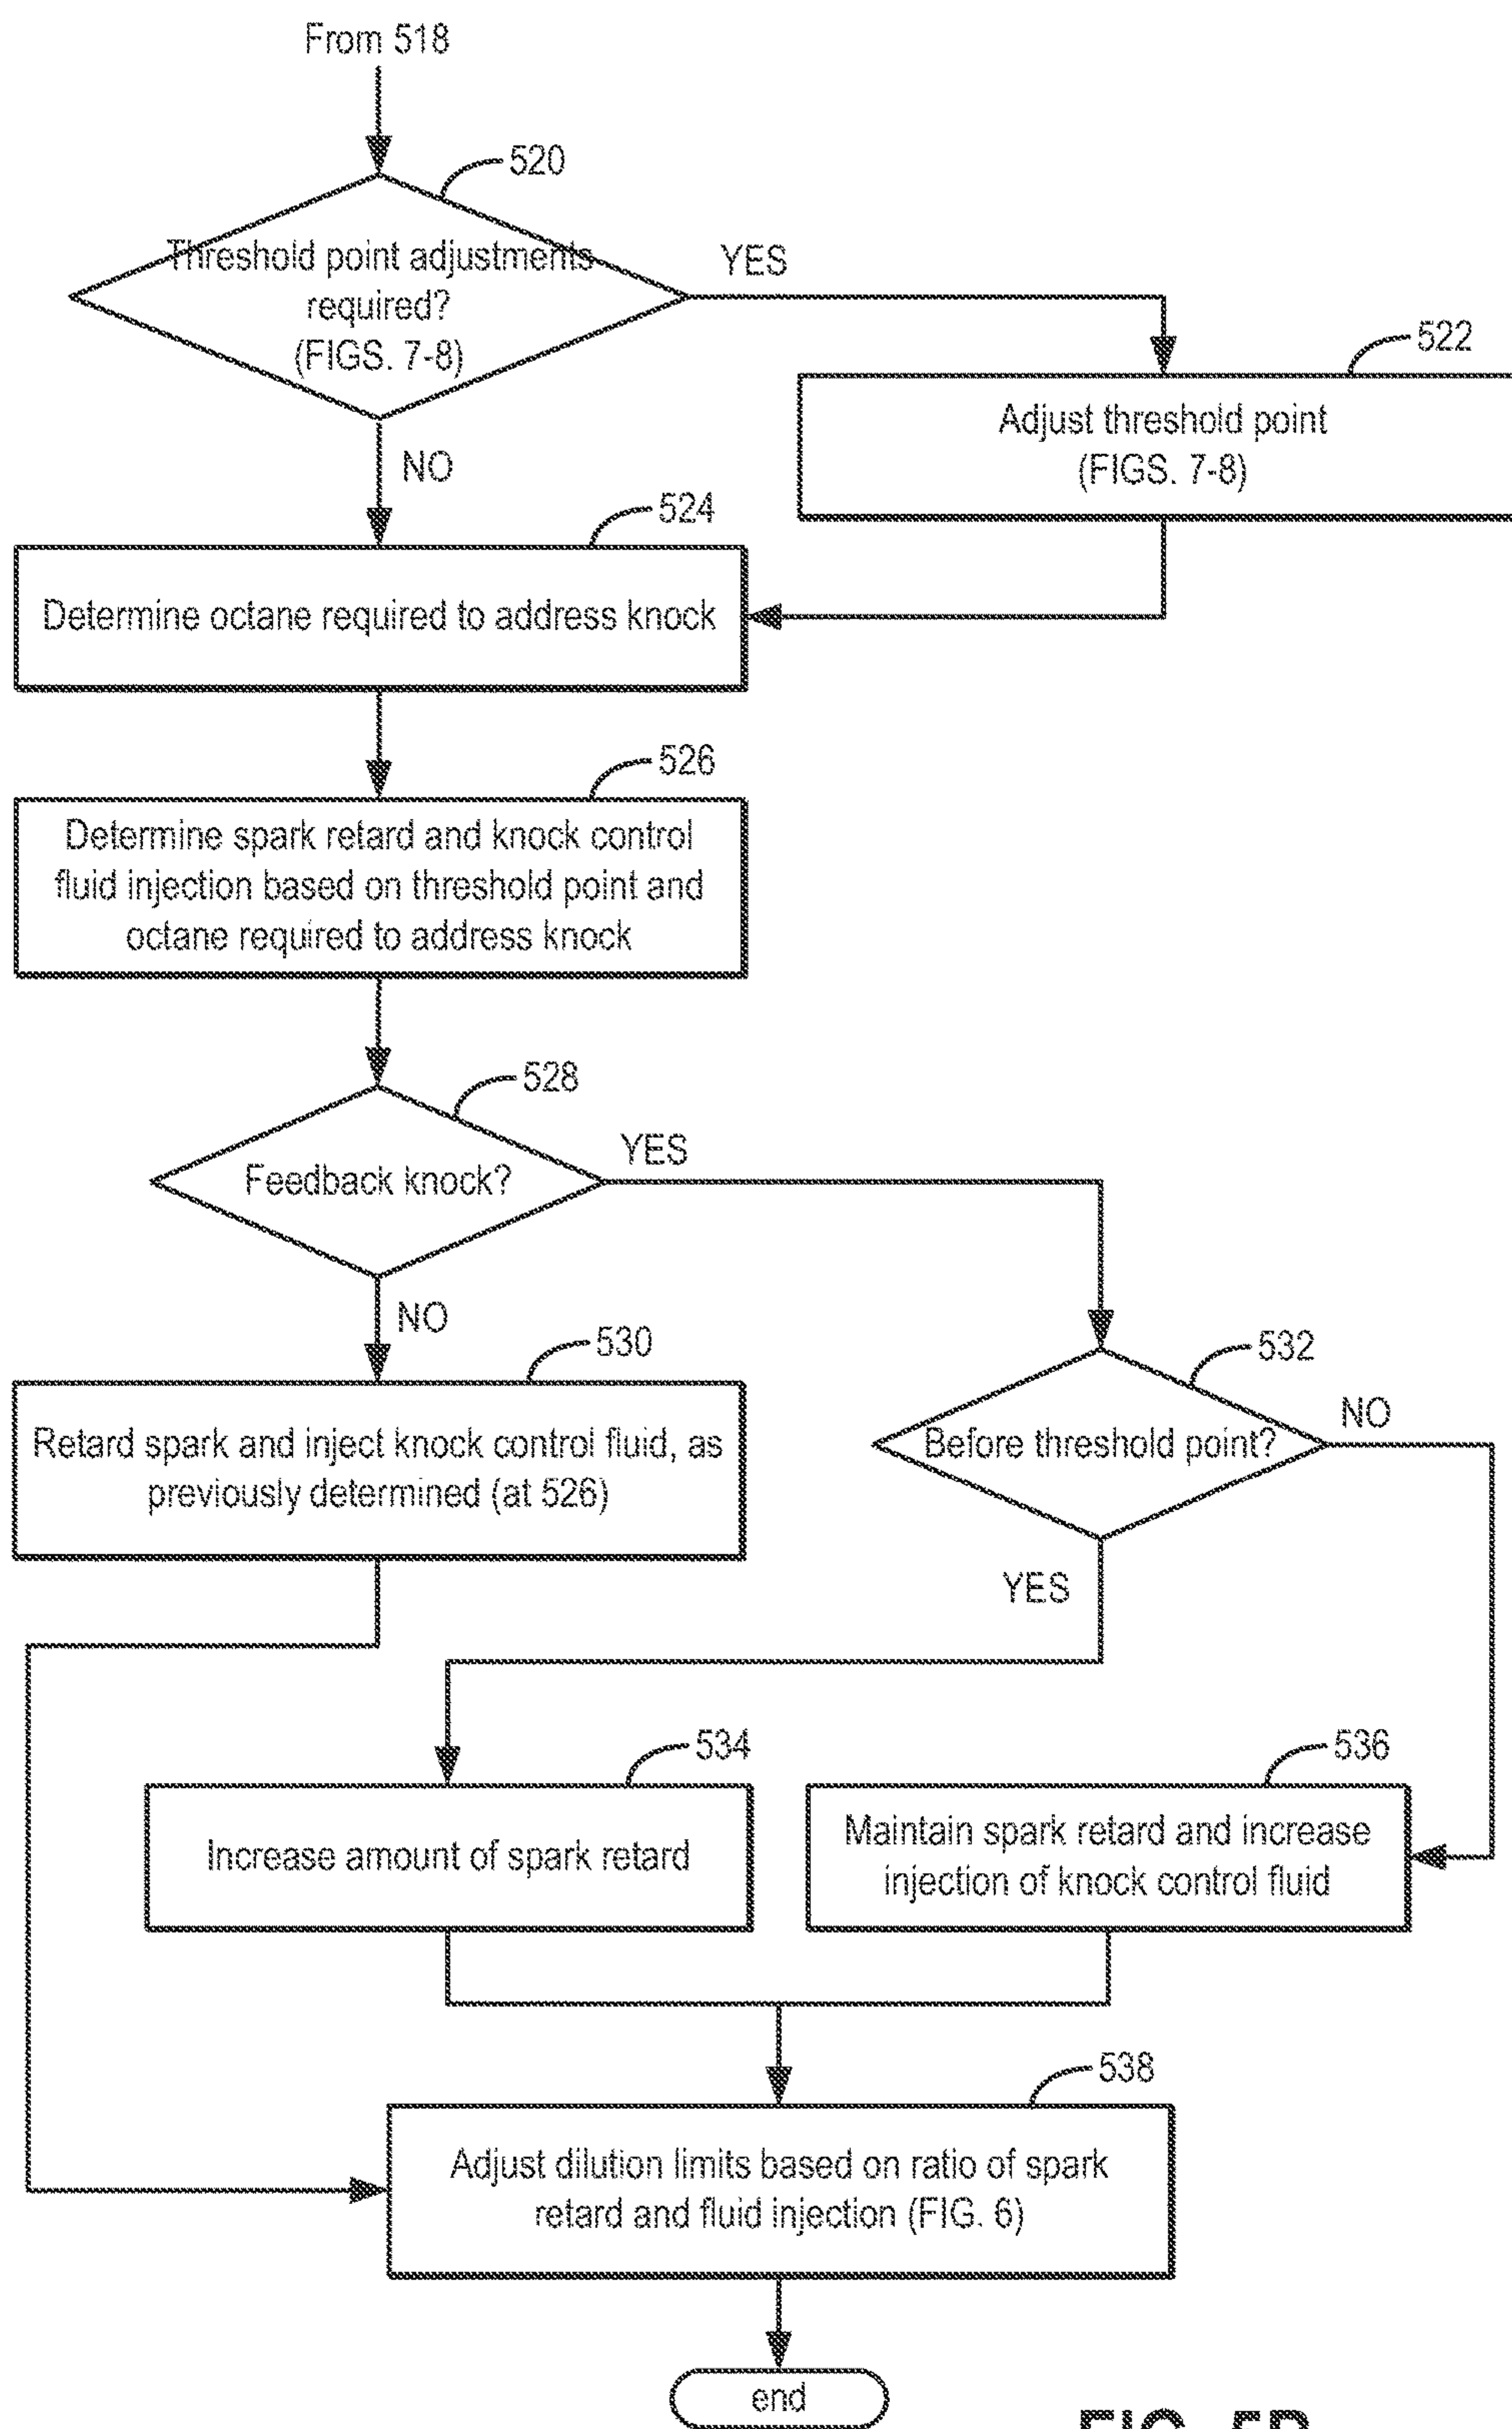 From 518
520
Threshold point adjustments
required?
(FIGS. 7-8)
YES
522
Adjust threshold point
(FIGS. 7-8)
NO
524
Determine octane required to address knock
526
Determine spark retard and knock control
fluid injection based on threshold point and
octane required to address knock
528
Feedback knock?
YES
NO
530
Retard spark and inject knock control fluid, as
previously determined (at 526)
532
Before threshold point?
NO
YES
534
Increase amount of spark retard
536
Maintain spark retard and increase
injection of knock control fluid
538
Adjust dilution limits based on ratio of spark
retard and fluid injection (FIG. 6)
end